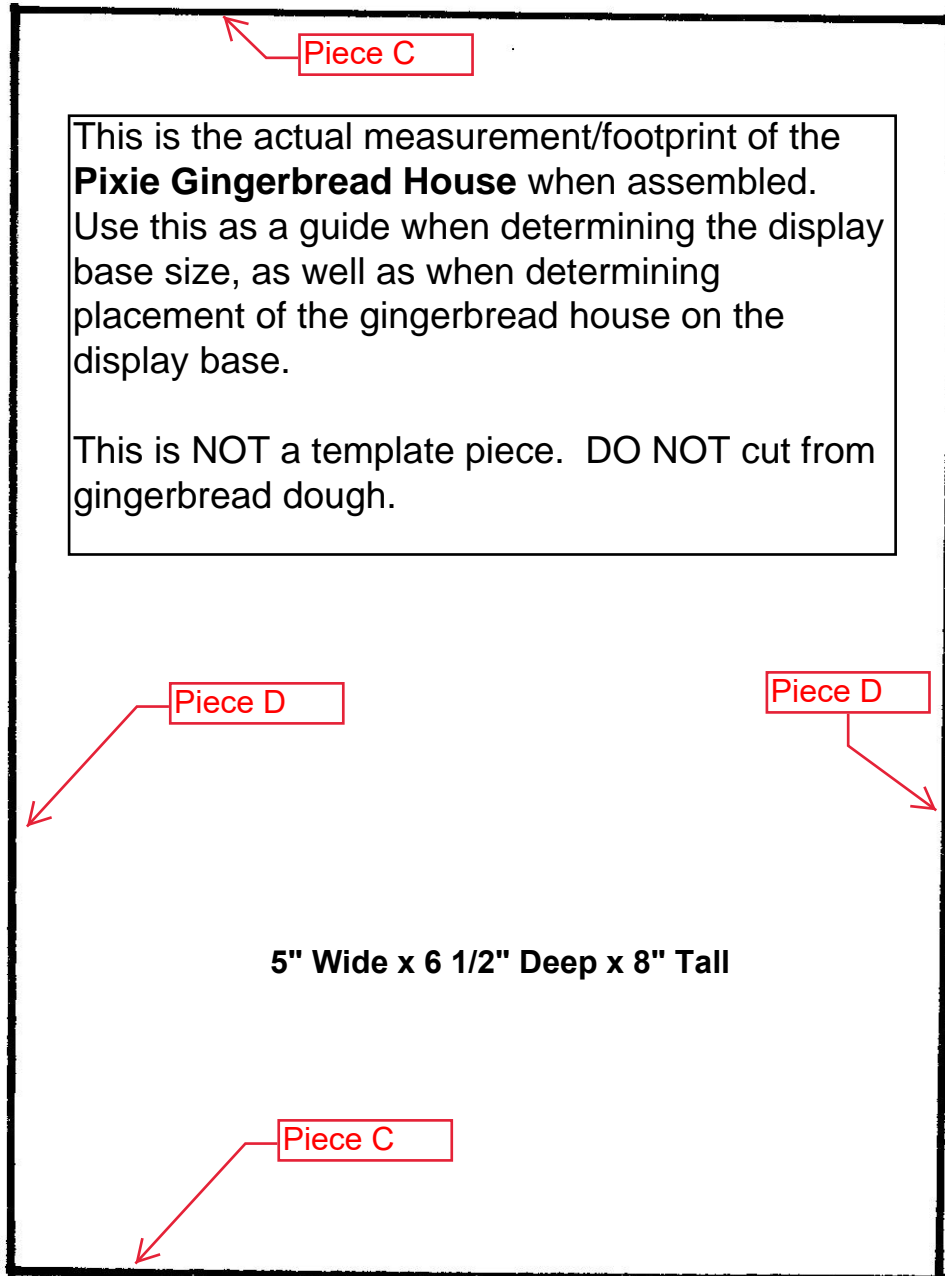 Piece C
This is the actual measurement/footprint of the
Pixie Gingerbread House when assembled.
Use this as a guide when determining the display
base size, as well as when determining
placement of the gingerbread house on the
display base.
This is NOT a template piece.  DO NOT cut from
gingerbread dough.
Piece D
Piece D
5" Wide x 6 1/2" Deep x 8" Tall
Piece C